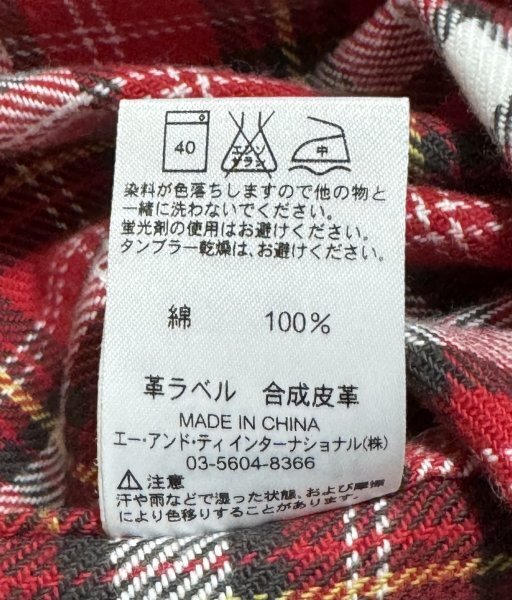 40 エンソサラシ 中
染料が色落ちしますので他の物と
一緒に洗わないでください。
蛍光剤の使用はお避けください。
タンブラー乾燥は、お避けください。
綿 100%
革ラベル 合成皮革
MADE IN CHINA
エー・アンド・ティインターナショナル(株)
03-5604-8366
注意
汗や雨などで湿った状態、および摩擦
により色移りすることがあります。